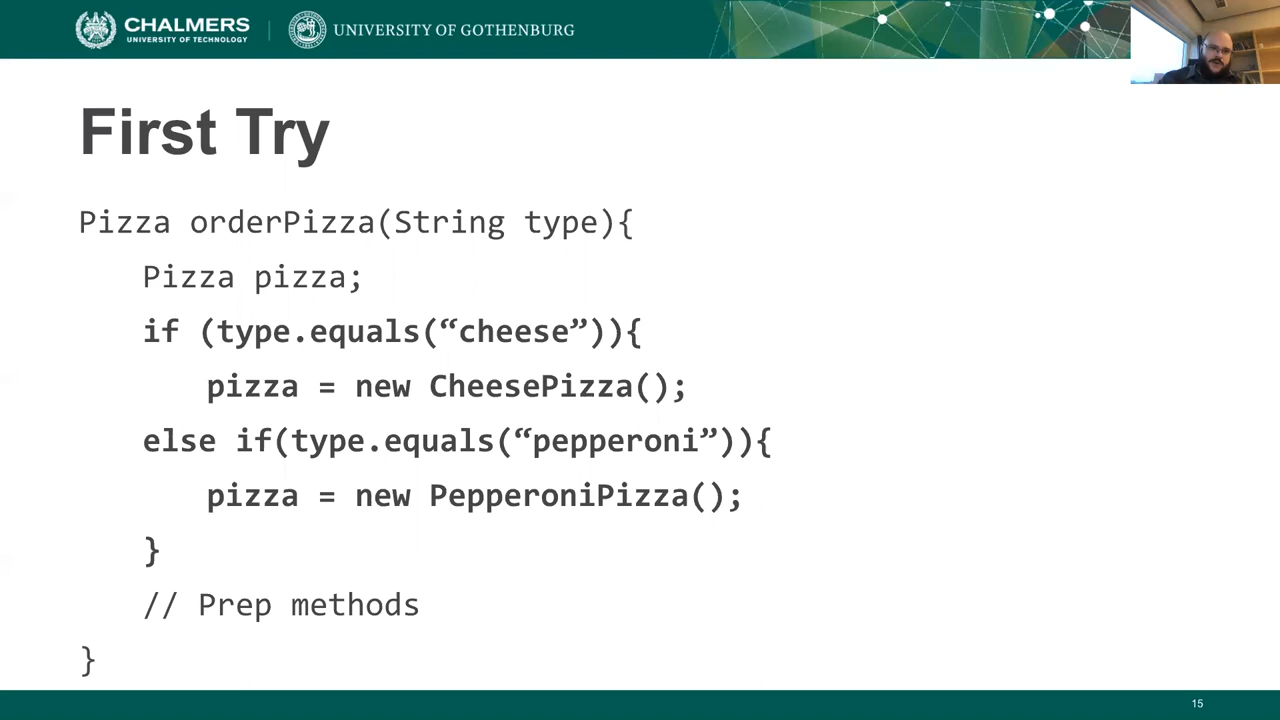 CHALMERS
UNIVERSITY OF TECHNOLOGY
UNIVERSITY OF GOTHENBURG
First Try
Pizza orderPizza(String type){
Pizza pizza;
if (type.equals(“cheese”)){
pizza = new CheesePizza();
else if(type.equals(“pepperoni”)){
pizza = new PepperoniPizza();
}
// Prep methods
}
15